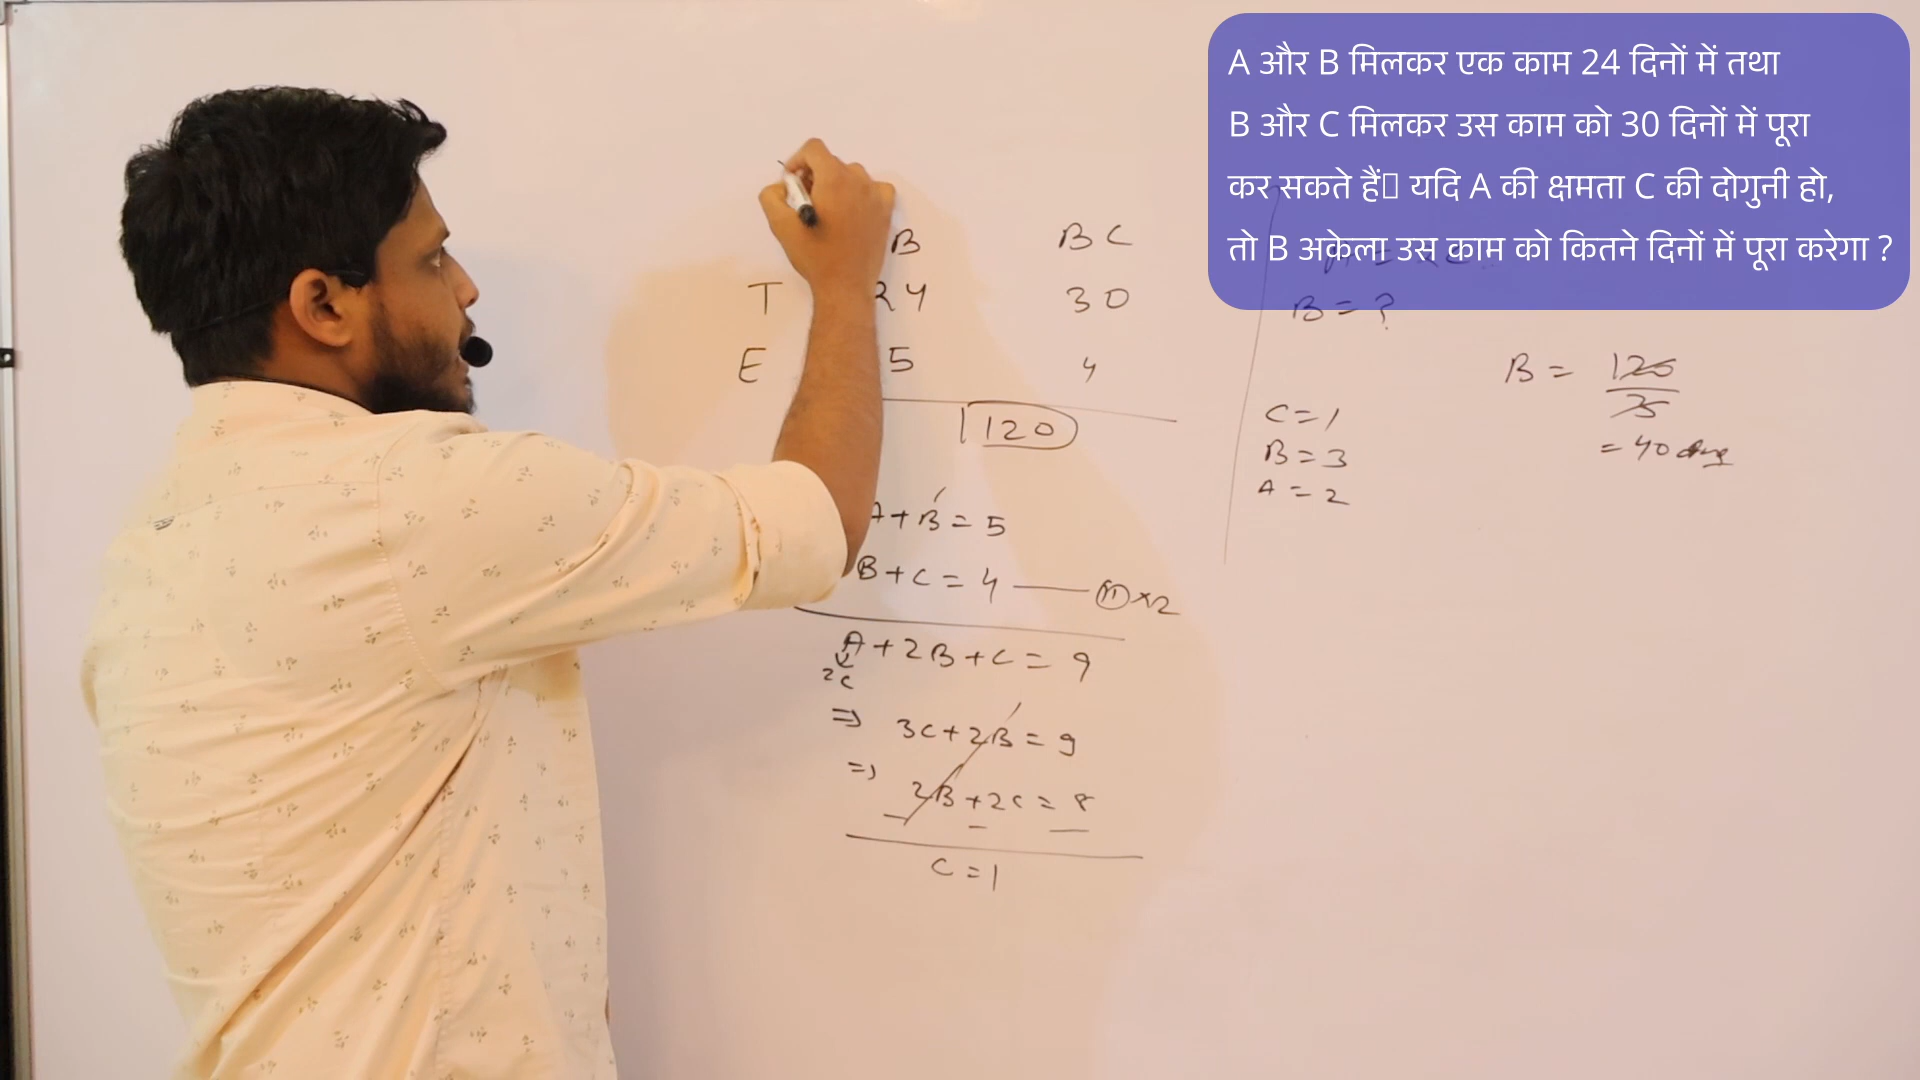 A और B मिलकर एक काम 24 दिनों में तथा
B और C मिलकर उस काम को 30 दिनों में पूरा
कर सकते हैं यदि A की क्षमता C की दोगुनी हो,
तो B अकेला उस काम को कितने दिनों में पूरा करेगा ?
B BC
T 24 30
E 5 4
120
A+B = 5
B+C = 4 —— ×2
A+2B+C = 9
2C
⇒ 3C+2B = 9
⇒ 2B+2C = 8
C = 1
B = ?
C = 1
B = 3
A = 2
B = 120
3
= 40 day